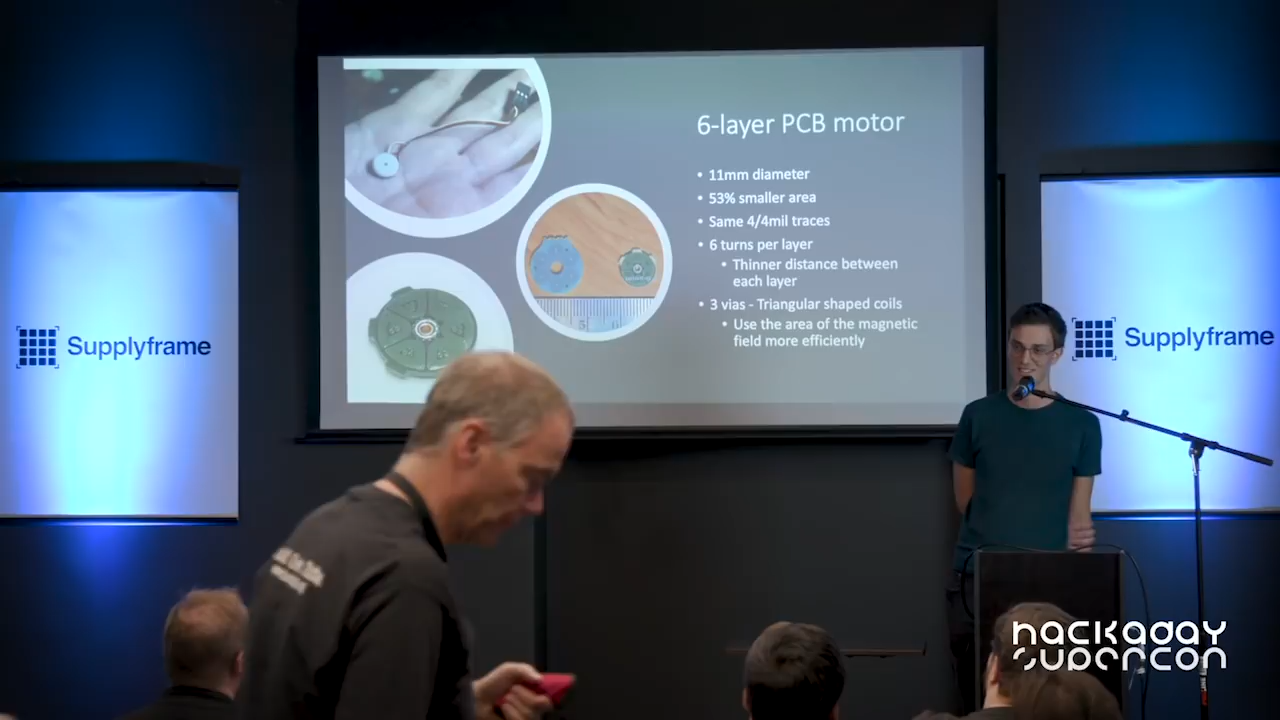 6-layer PCB motor
• 11mm diameter
• 53% smaller area
• Same 4/4mil traces
• 6 turns per layer
• Thinner distance between
each layer
• 3 vias - Triangular shaped coils
• Use the area of the magnetic
field more efficiently
Supplyframe
Supplyframe
hackaday
supercon